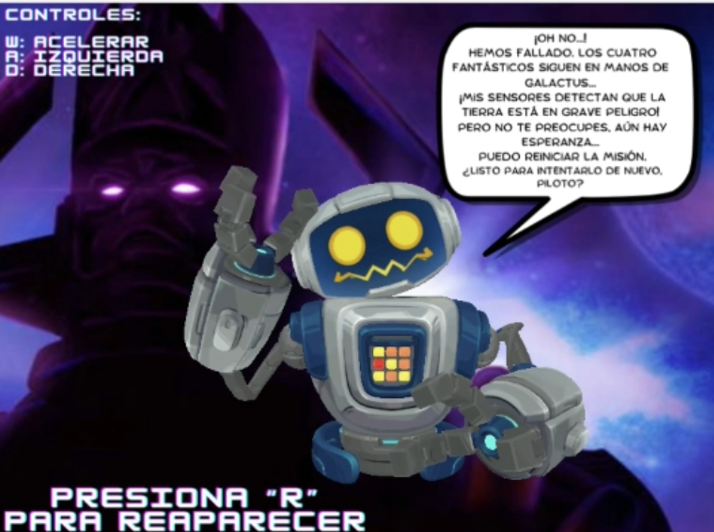 CONTROLES:
W: ACELERAR
A: IZQUIERDA
D: DERECHA
¡OH NO...!
HEMOS FALLADO. LOS CUATRO
FANTÁSTICOS SIGUEN EN MANOS DE
GALACTUS...
¡MIS SENSORES DETECTAN QUE LA
TIERRA ESTÁ EN GRAVE PELIGRO!
PERO NO TE PREOCUPES, AÚN HAY
ESPERANZA...
PUEDO REINICIAR LA MISIÓN.
¿LISTO PARA INTENTARLO DE NUEVO,
PILOTO?
PRESIONA "R"
PARA REAPARECER